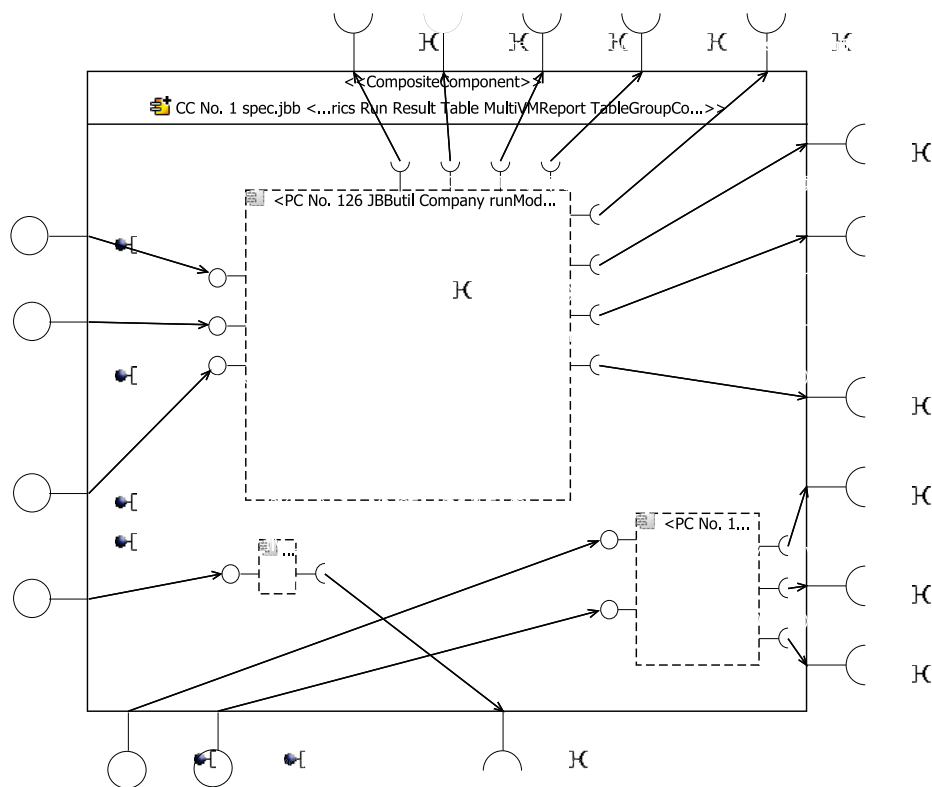 <<CompositeComponent>>
CC No. 1 spec.jbb <...rics Run Result Table MultiVMReport TableGroupCo...>>
<PC No. 126 JBButil Company runMod...
<PC No. 1...
...